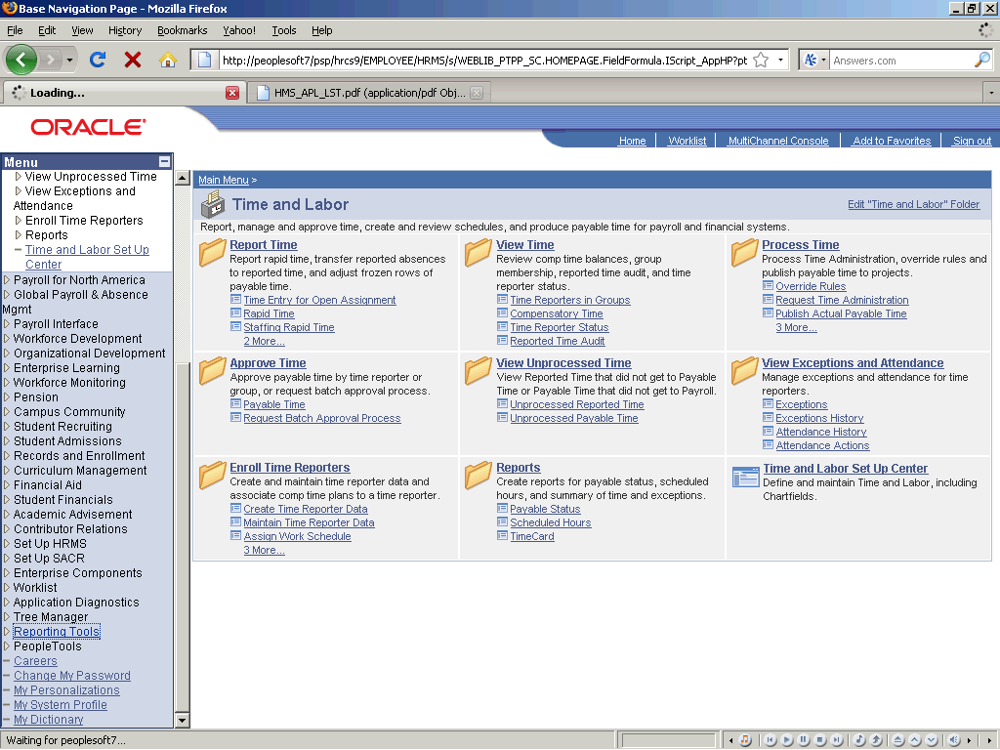 Base Navigation Page - Mozilla Firefox
File Edit View History Bookmarks Yahoo! Tools Help
http://peoplesoft7/psp/hrcs9/EMPLOYEE/HRMS/s/WEBLIB_PTPP_SC.HOMEPAGE.FieldFormula.IScript_AppHP?pt
Answers.com
Loading... HMS_APL_LST.pdf (application/pdf Obj...
ORACLE
Home Worklist MultiChannel Console Add to Favorites Sign out
Menu
View Unprocessed Time
View Exceptions and
Attendance
Enroll Time Reporters
Reports
Time and Labor Set Up
Center
Payroll for North America
Global Payroll & Absence
Mgmt
Payroll Interface
Workforce Development
Organizational Development
Enterprise Learning
Workforce Monitoring
Pension
Campus Community
Student Recruiting
Student Admissions
Records and Enrollment
Curriculum Management
Financial Aid
Student Financials
Academic Advisement
Contributor Relations
Set Up HRMS
Set Up SACR
Enterprise Components
Worklist
Application Diagnostics
Tree Manager
Reporting Tools
PeopleTools
Careers
Change My Password
My Personalizations
My System Profile
My Dictionary
Main Menu >
Time and Labor
Edit "Time and Labor" Folder
Report, manage and approve time, create and review schedules, and produce payable time for payroll and financial systems.
Report Time
Report rapid time, transfer reported absences
to reported time, and adjust frozen rows of
payable time.
Time Entry for Open Assignment
Rapid Time
Staffing Rapid Time
2 More...
View Time
Review comp time balances, group
membership, reported time audit, and time
reporter status.
Time Reporters in Groups
Compensatory Time
Time Reporter Status
Reported Time Audit
Process Time
Process Time Administration, override rules and
publish payable time to projects.
Override Rules
Request Time Administration
Publish Actual Payable Time
3 More...
Approve Time
Approve payable time by time reporter or
group, or request batch approval process.
Payable Time
Request Batch Approval Process
View Unprocessed Time
View Reported Time that did not get to Payable
Time or Payable Time that did not get to Payroll.
Unprocessed Reported Time
Unprocessed Payable Time
View Exceptions and Attendance
Manage exceptions and attendance for time
reporters.
Exceptions
Exceptions History
Attendance History
Attendance Actions
Enroll Time Reporters
Create and maintain time reporter data and
associate comp time plans to a time reporter.
Create Time Reporter Data
Maintain Time Reporter Data
Assign Work Schedule
3 More...
Reports
Create reports for payable status, scheduled
hours, and summary of time and exceptions.
Payable Status
Scheduled Hours
TimeCard
Time and Labor Set Up Center
Define and maintain Time and Labor, including
Chartfields.
Waiting for peoplesoft7...